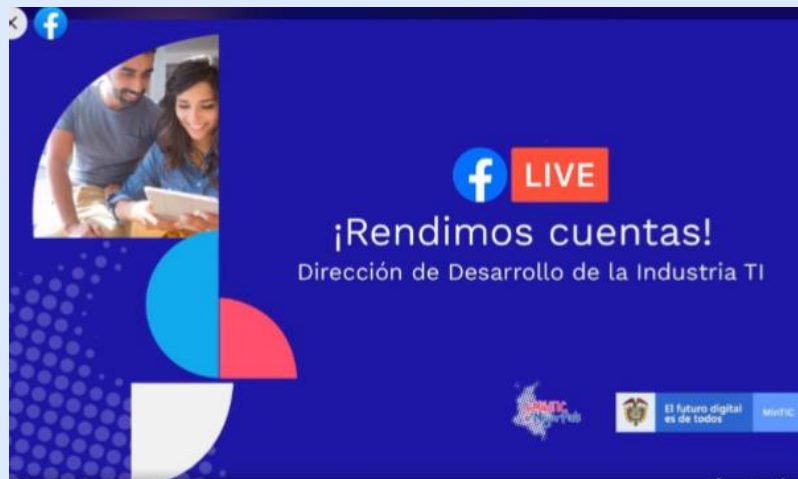 LIVE
¡Rendimos cuentas!
Dirección de Desarrollo de la Industria TI
El futuro digital
es de todos
MinTIC